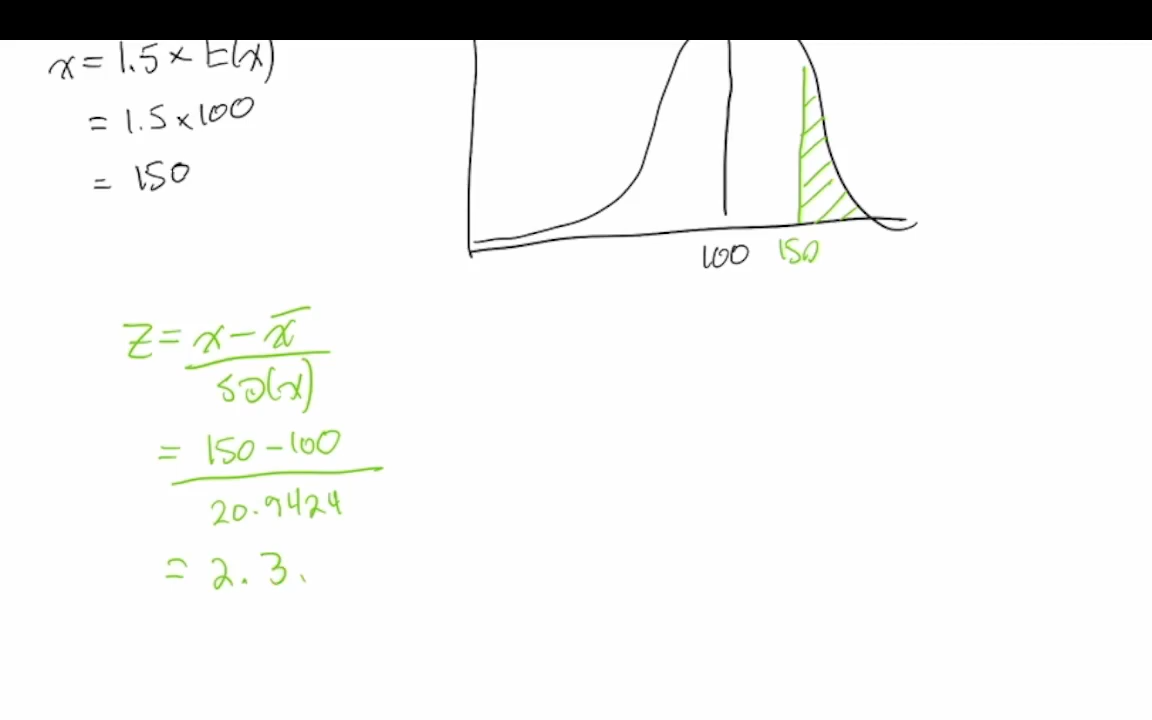 x = 1.5 × E(x)
= 1.5 × 100
= 150
100 150
Z = x - x̄
SD(x)
= 150 - 100
20.9424
= 2.3